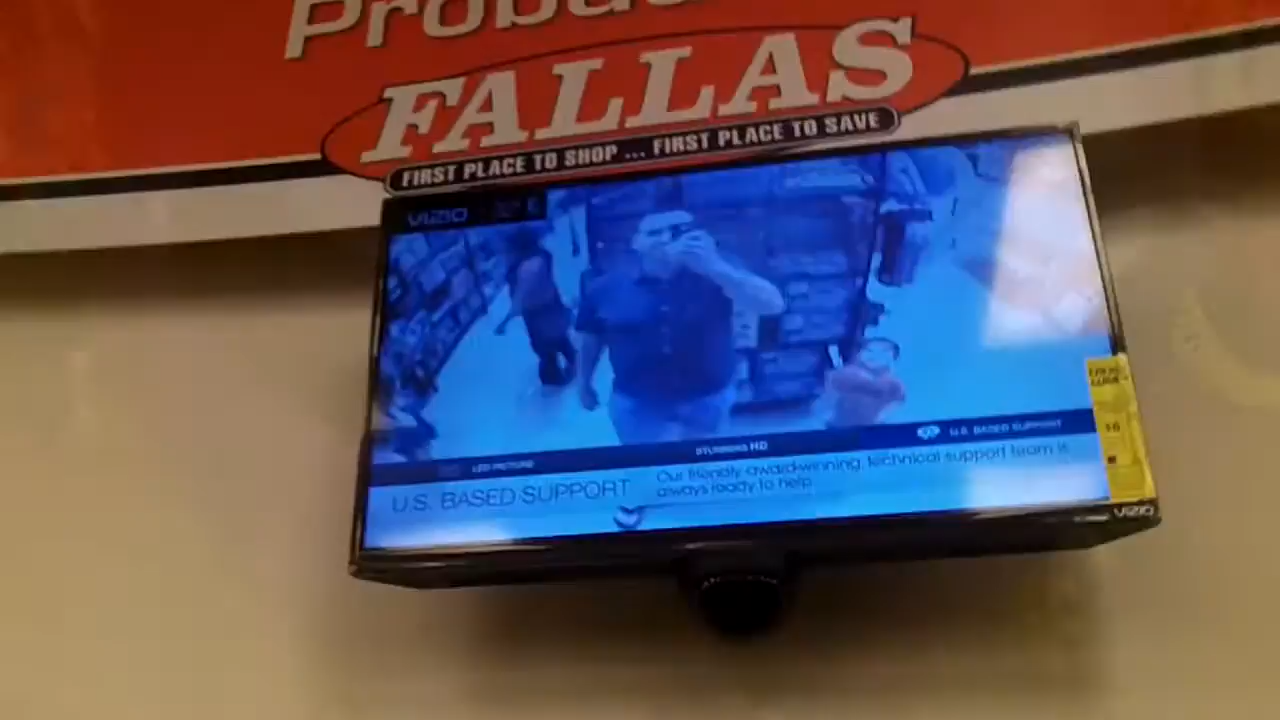 FALLAS
FIRST PLACE TO SHOP ... FIRST PLACE TO SAVE
VIZIO
STUNNING HD
U.S. BASED SUPPORT
U.S. BASED SUPPORT
Our friendly, award-winning, technical support team is
always ready to help
VIZIO